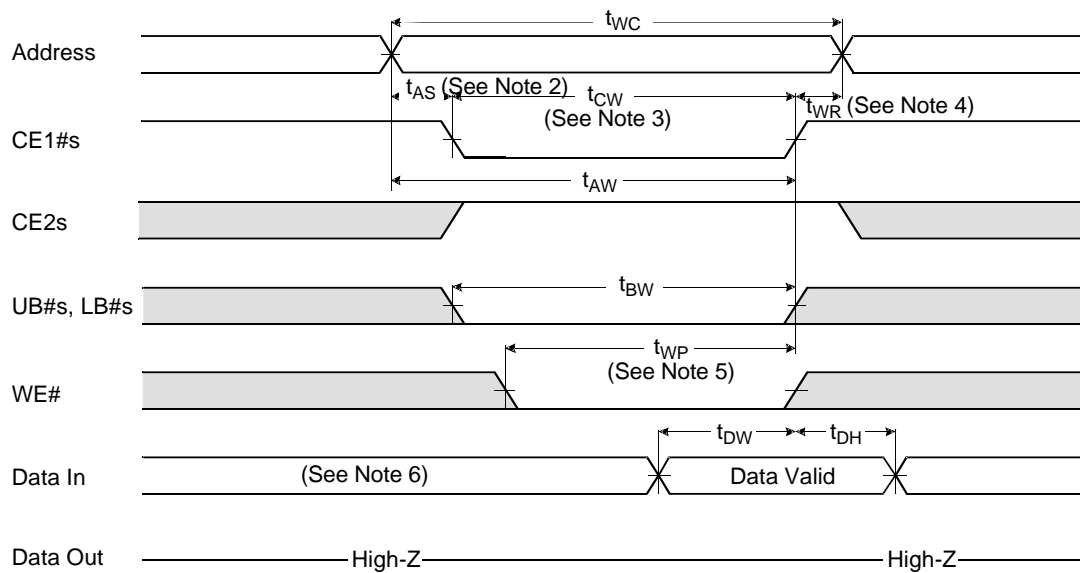 tWC
Address
tAS (See Note 2)
tCW
(See Note 3)
tWR (See Note 4)
CE1#s
tAW
CE2s
UB#s, LB#s
tBW
tWP
(See Note 5)
WE#
tDW
tDH
Data In
(See Note 6)
Data Valid
Data Out
High-Z
High-Z